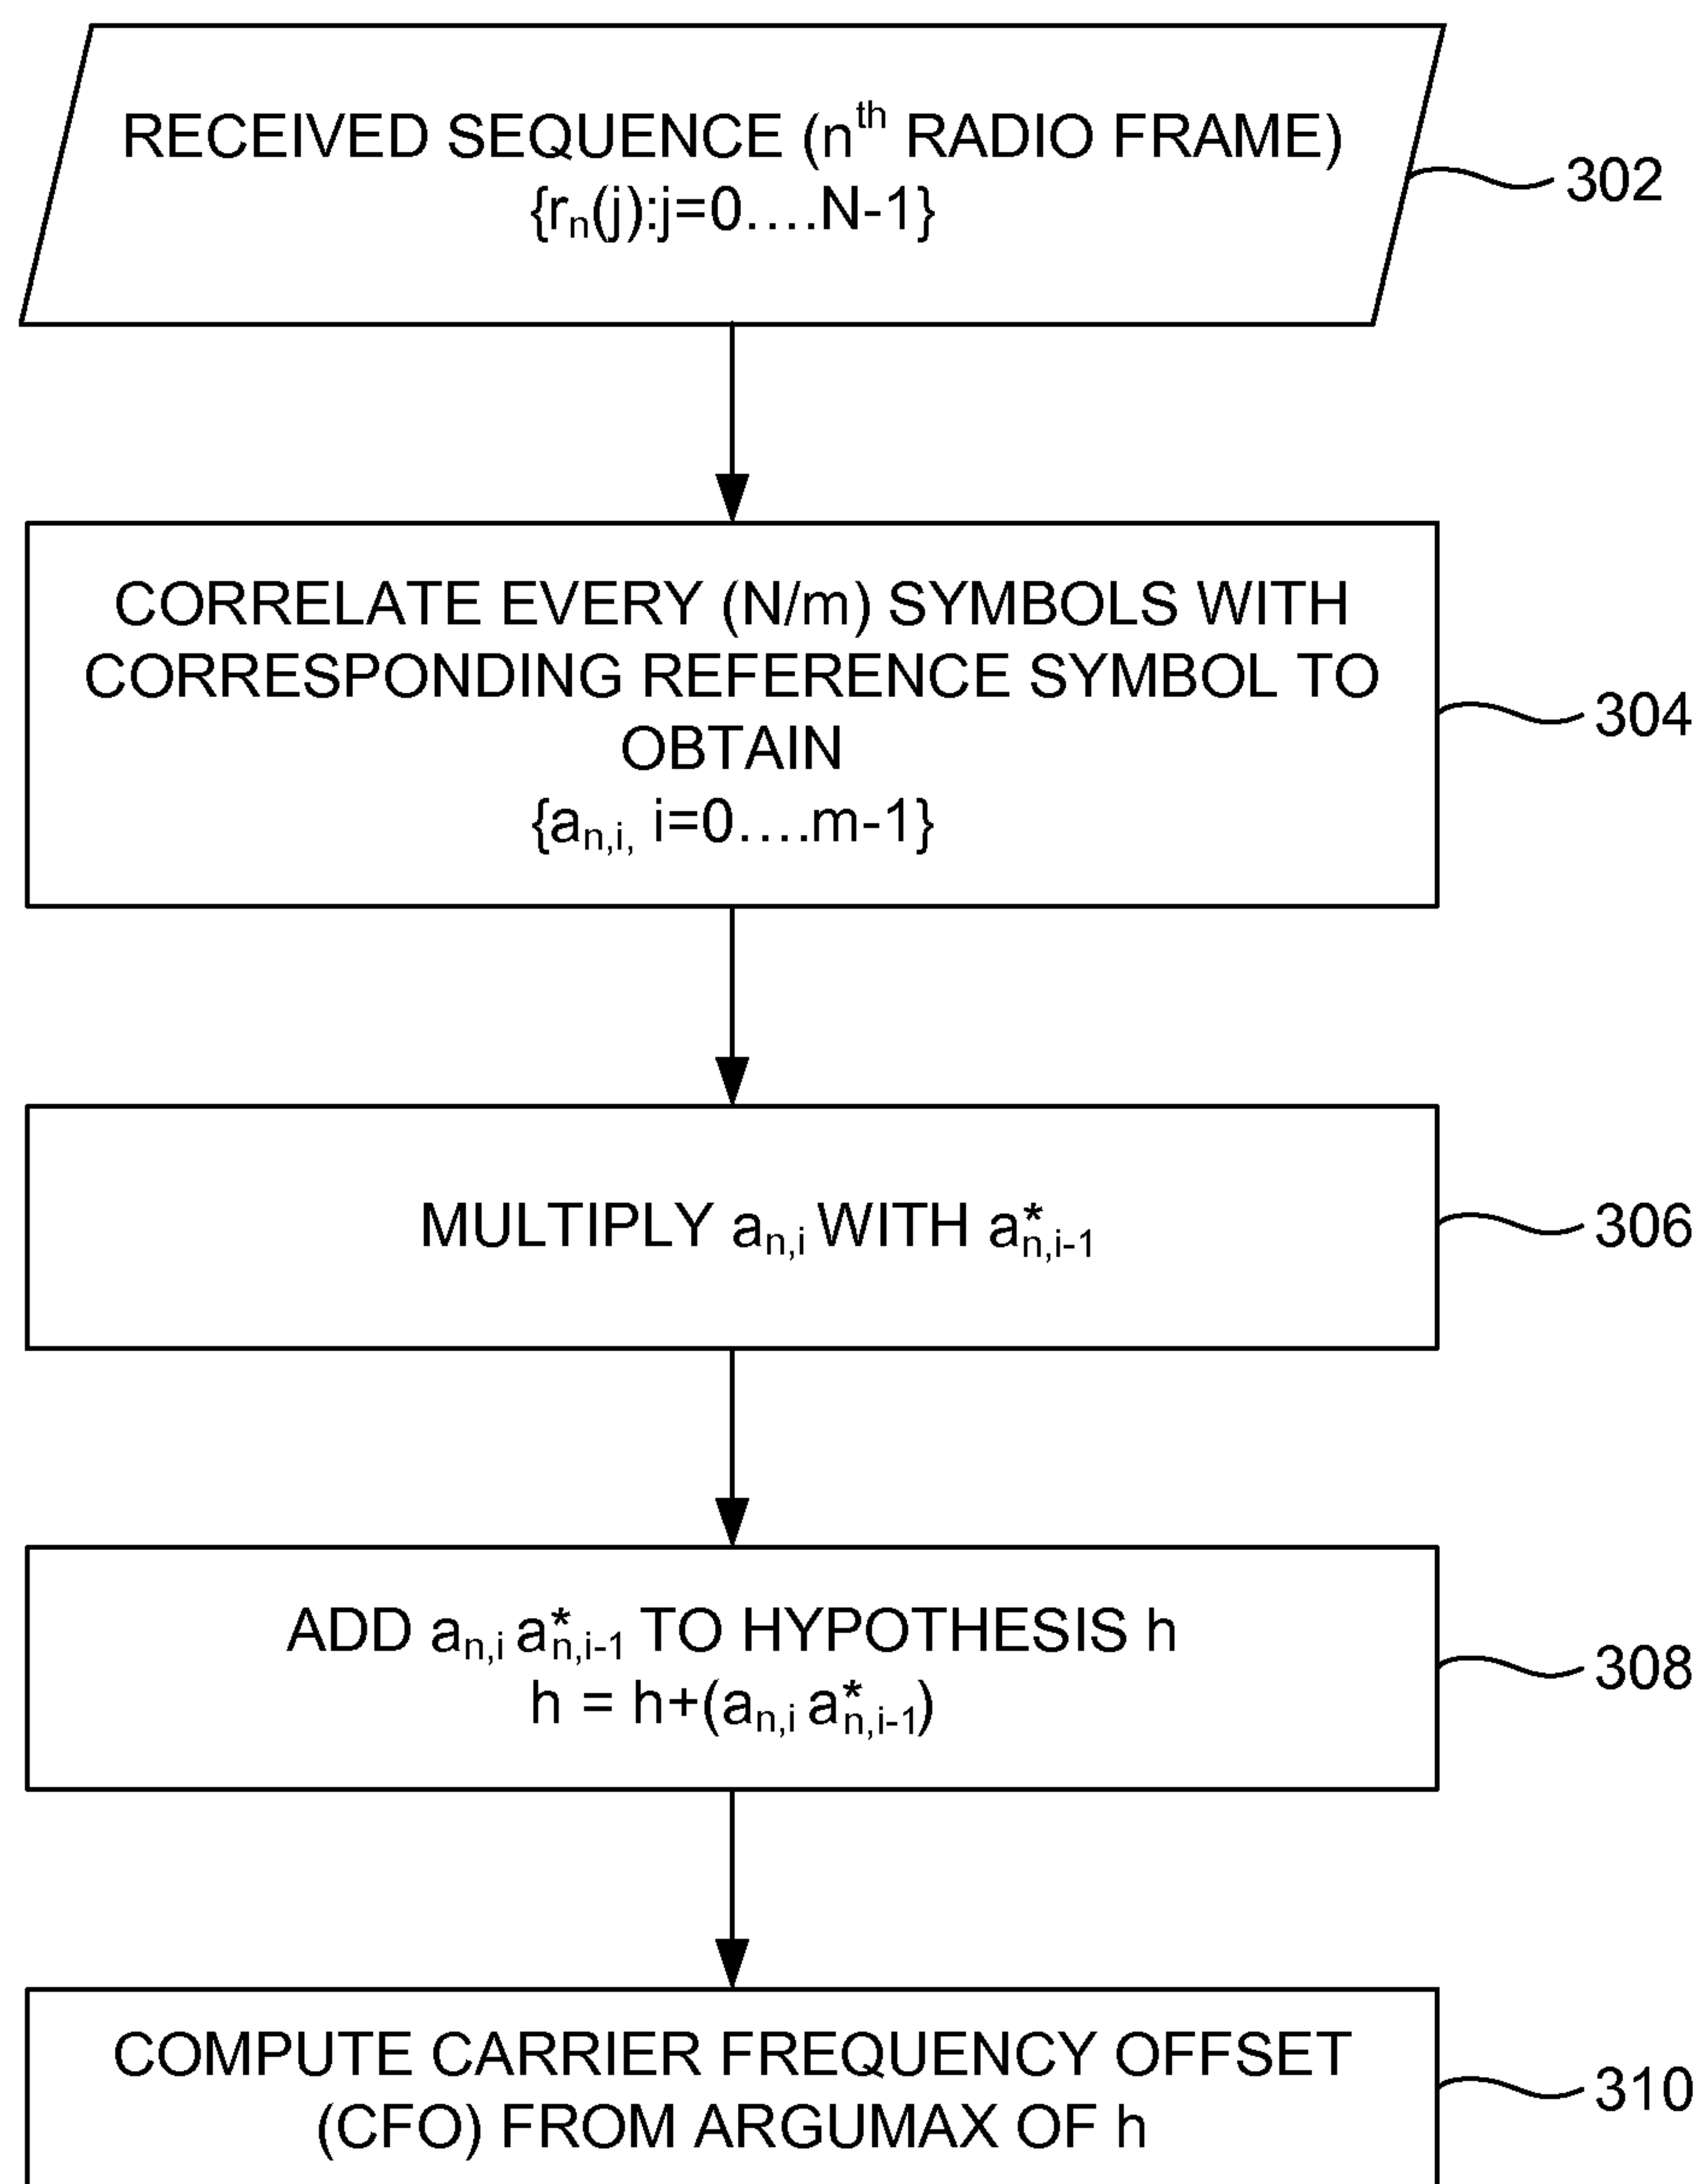 RECEIVED SEQUENCE (nth RADIO FRAME)
{rn(j):j=0....N-1}
302
CORRELATE EVERY (N/m) SYMBOLS WITH
CORRESPONDING REFERENCE SYMBOL TO
OBTAIN
{an,i, i=0....m-1}
304
MULTIPLY an,i WITH a*n,i-1
306
ADD an,i a*n,i-1 TO HYPOTHESIS h
h = h+(an,i a*n,i-1)
308
COMPUTE CARRIER FREQUENCY OFFSET
(CFO) FROM ARGUMAX OF h
310